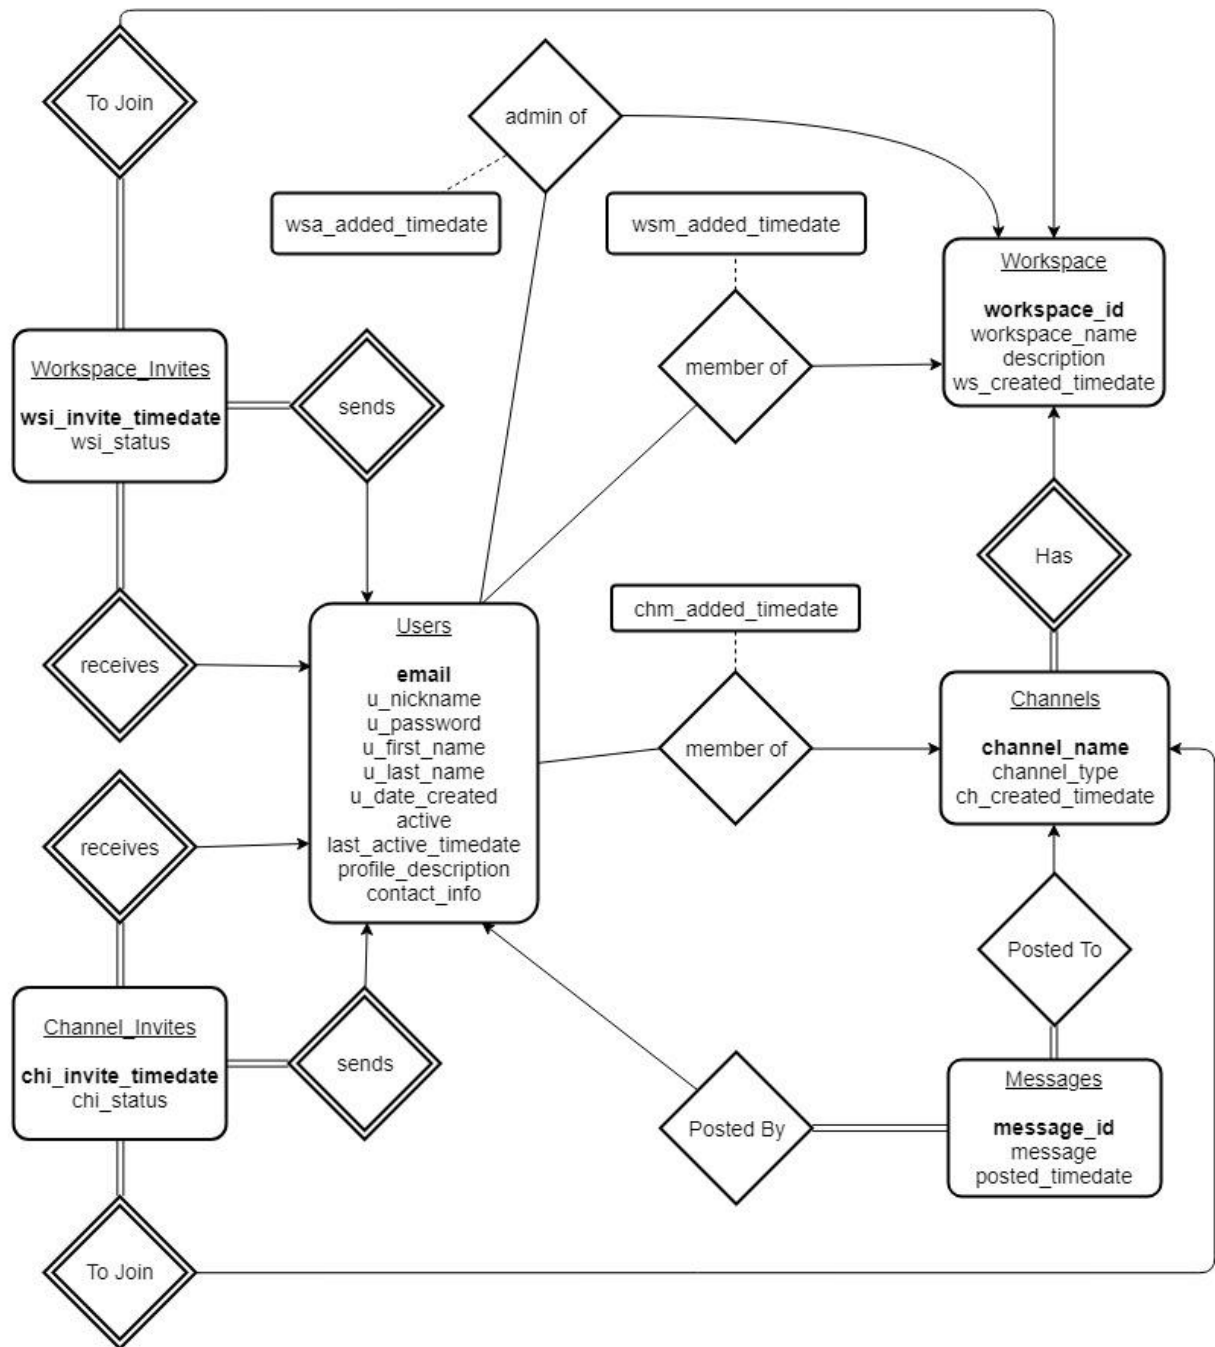 To Join
admin of
wsa_added_timedate
wsm_added_timedate
Workspace
workspace_id
workspace_name
description
ws_created_timedate
member of
Workspace_Invites
wsi_invite_timedate
wsi_status
sends
Has
receives
chm_added_timedate
Users
email
u_nickname
u_password
u_first_name
u_last_name
u_date_created
active
last_active_timedate
profile_description
contact_info
member of
Channels
channel_name
channel_type
ch_created_timedate
receives
Posted To
Channel_Invites
chi_invite_timedate
chi_status
sends
Posted By
Messages
message_id
message
posted_timedate
To Join